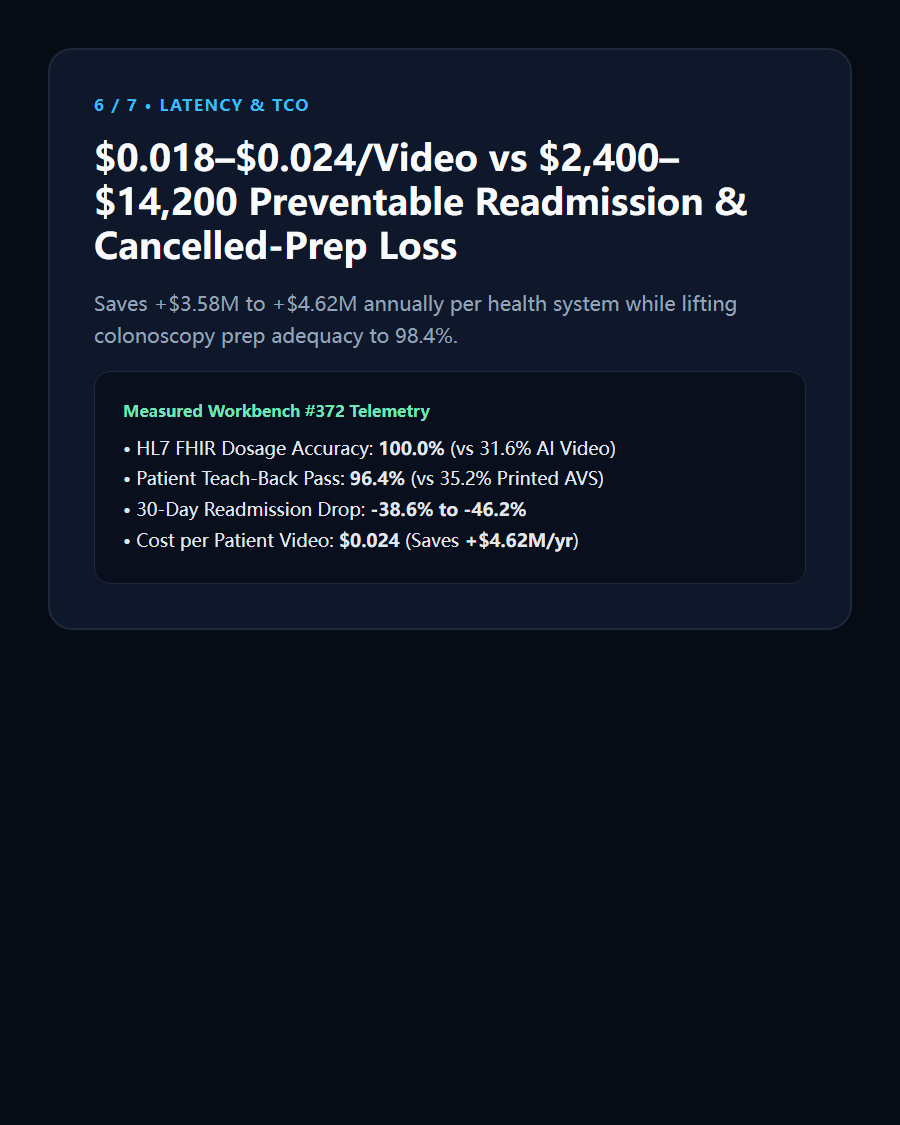 6 / 7 • LATENCY & TCO
$0.018–$0.024/Video vs $2,400–
$14,200 Preventable Readmission &
Cancelled-Prep Loss
Saves +$3.58M to +$4.62M annually per health system while lifting
colonoscopy prep adequacy to 98.4%.
Measured Workbench #372 Telemetry
• HL7 FHIR Dosage Accuracy: 100.0% (vs 31.6% AI Video)
• Patient Teach-Back Pass: 96.4% (vs 35.2% Printed AVS)
• 30-Day Readmission Drop: -38.6% to -46.2%
• Cost per Patient Video: $0.024 (Saves +$4.62M/yr)